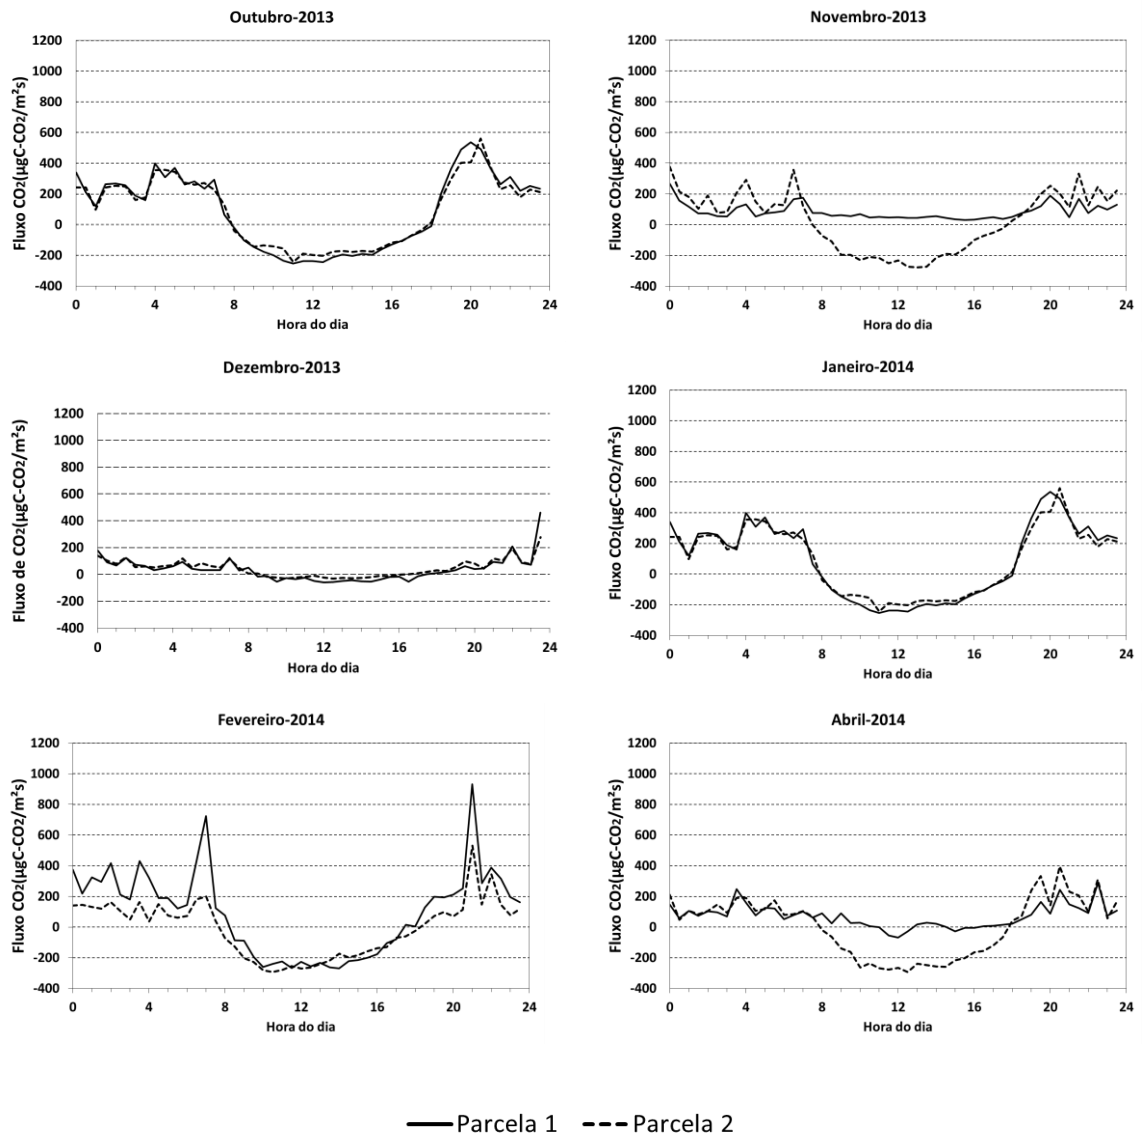 Outubro-2013
Fluxo CO2(µgC-CO2/m²s)
1200
1000
800
600
400
200
0
-200
-400
0 4 8 12 16 20 24
Hora do dia
Novembro-2013
Fluxo CO2(µgC-CO2/m²s)
1200
1000
800
600
400
200
0
-200
-400
0 4 8 12 16 20 24
Hora do dia
Dezembro-2013
Fluxo de CO2(µgC-CO2/m²s)
1200
1000
800
600
400
200
0
-200
-400
0 4 8 12 16 20 24
Hora do dia
Janeiro-2014
Fluxo CO2(µgC-CO2/m²s)
1200
1000
800
600
400
200
0
-200
-400
0 4 8 12 16 20 24
Hora do dia
Fevereiro-2014
Fluxo CO2(µgC-CO2/m²s)
1200
1000
800
600
400
200
0
-200
-400
0 4 8 12 16 20 24
Hora do dia
Abril-2014
Fluxo CO2(µgC-CO2/m²s)
1200
1000
800
600
400
200
0
-200
-400
0 4 8 12 16 20 24
Hora do dia
Parcela 1 Parcela 2